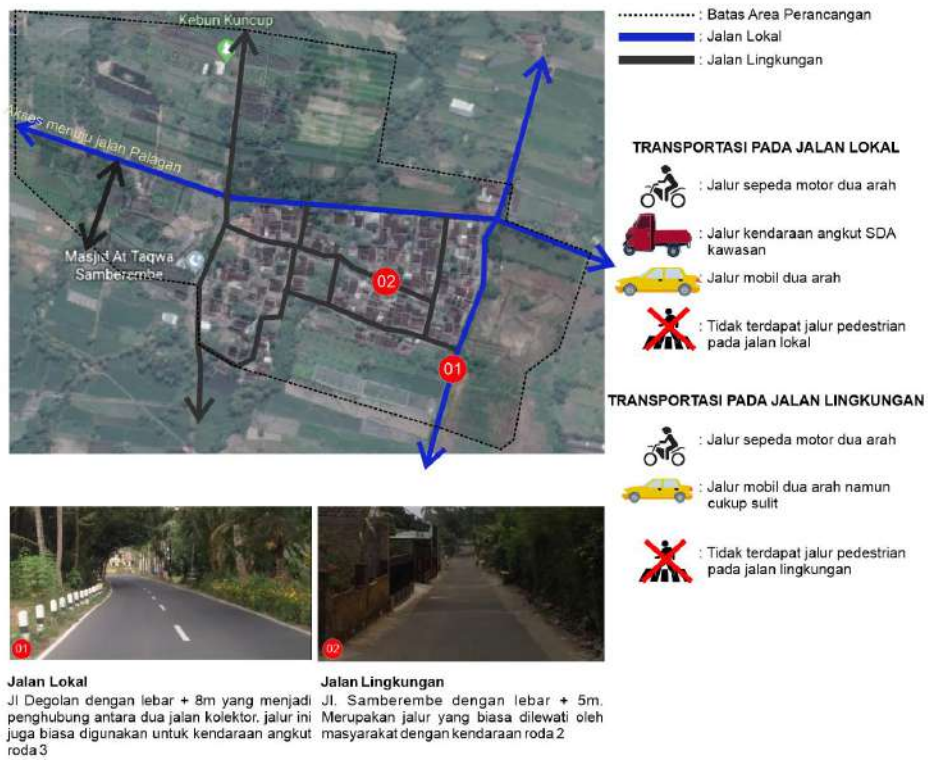 Kebun Kuncup
Akses menuju jalan Palagan
Masjid At Taqwa
Samberembe
02
01
: Batas Area Perancangan
: Jalan Lokal
: Jalan Lingkungan
TRANSPORTASI PADA JALAN LOKAL
: Jalur sepeda motor dua arah
: Jalur kendaraan angkut SDA
kawasan
: Jalur mobil dua arah
: Tidak terdapat jalur pedestrian
pada jalan lokal
TRANSPORTASI PADA JALAN LINGKUNGAN
: Jalur sepeda motor dua arah
: Jalur mobil dua arah namun
cukup sulit
: Tidak terdapat jalur pedestrian
pada jalan lingkungan
01
02
Jalan Lokal
Jl Degolan dengan lebar + 8m yang menjadi
penghubung antara dua jalan kolektor. jalur ini
juga biasa digunakan untuk kendaraan angkut
roda 3
Jalan Lingkungan
Jl. Samberembe dengan lebar + 5m.
Merupakan jalur yang biasa dilewati oleh
masyarakat dengan kendaraan roda 2